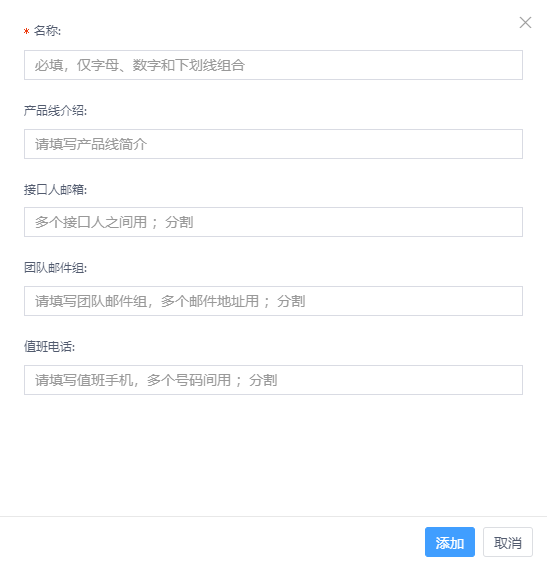 * 名称:
必填，仅字母、数字和下划线组合
产品线介绍:
请填写产品线简介
接口人邮箱:
多个接口人之间用 ；分割
团队邮件组:
请填写团队邮件组，多个邮件地址用 ；分割
值班电话:
请填写值班手机，多个号码间用 ；分割
添加 取消